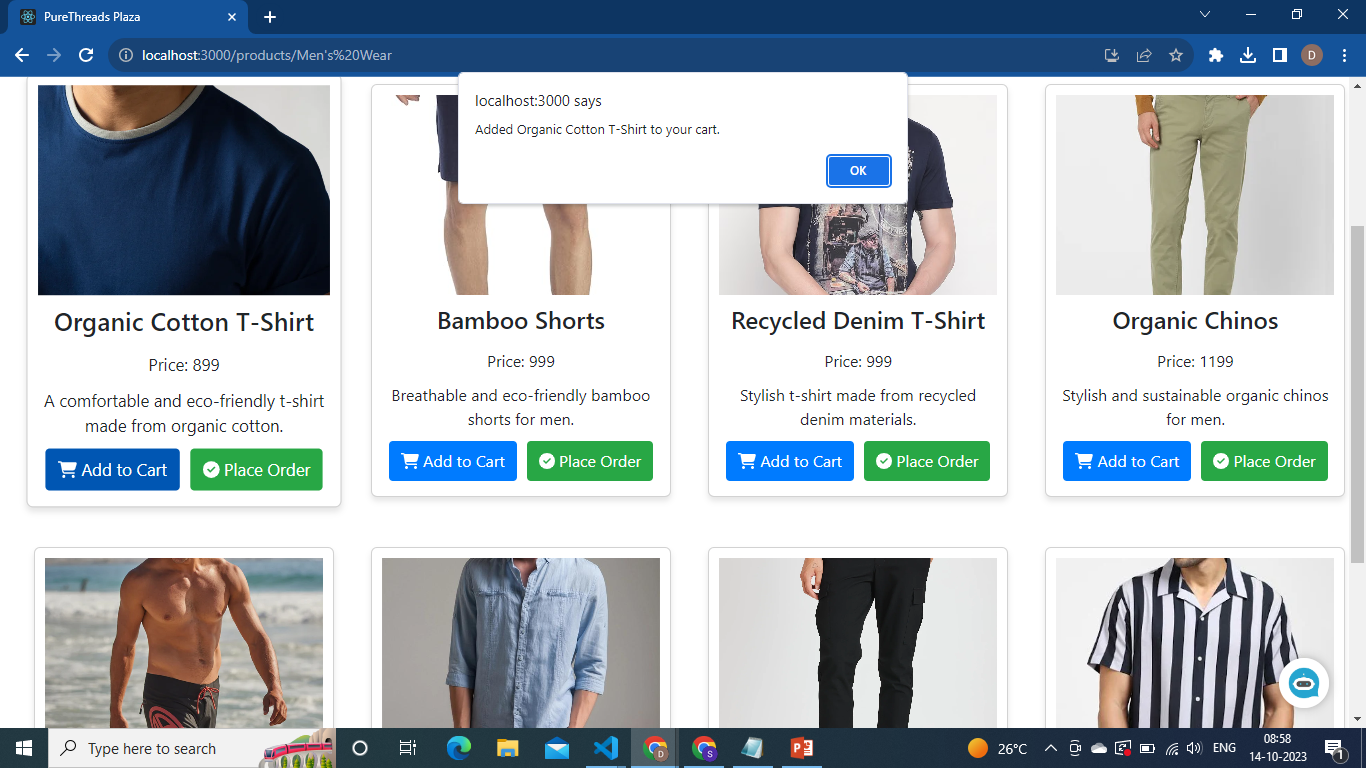 PureThreads Plaza
localhost:3000/products/Men's%20Wear
D
localhost:3000 says
Added Organic Cotton T-Shirt to your cart.
OK
Organic Cotton T-Shirt
Price: 899
A comfortable and eco-friendly t-shirt
made from organic cotton.
Add to Cart
Place Order
Bamboo Shorts
Price: 999
Breathable and eco-friendly bamboo
shorts for men.
Add to Cart
Place Order
Recycled Denim T-Shirt
Price: 999
Stylish t-shirt made from recycled
denim materials.
Add to Cart
Place Order
Organic Chinos
Price: 1199
Stylish and sustainable organic chinos
for men.
Add to Cart
Place Order
Type here to search
D
S
26°C
ENG
08:58
14-10-2023
1